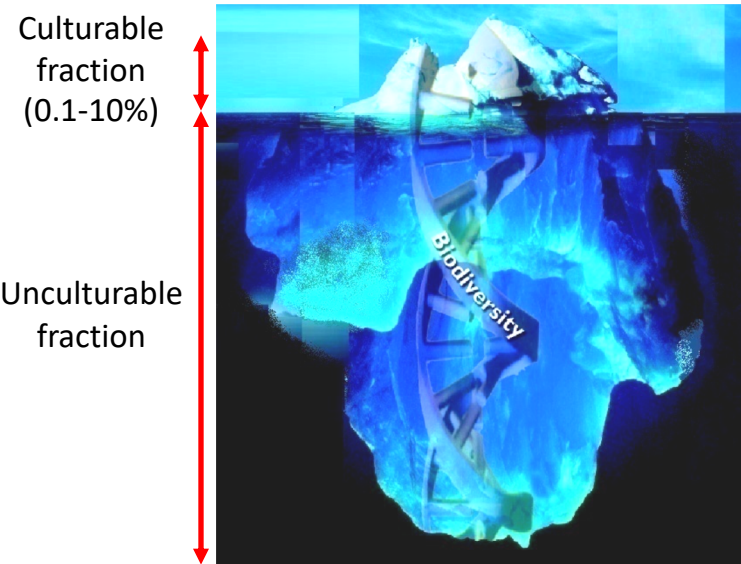 Culturable
fraction
(0.1-10%)
Biodiversity
Unculturable
fraction